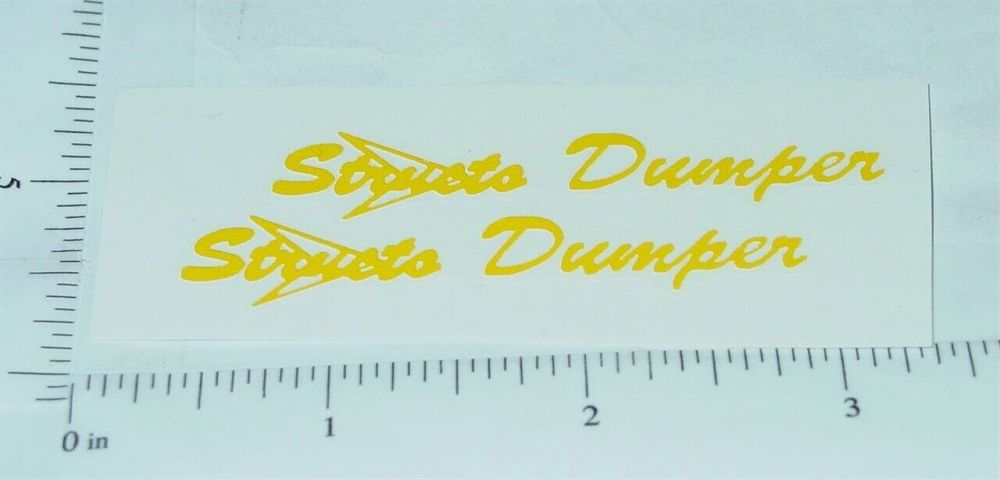 Structo Dumper
Structo Dumper
5
0 in 1 2 3